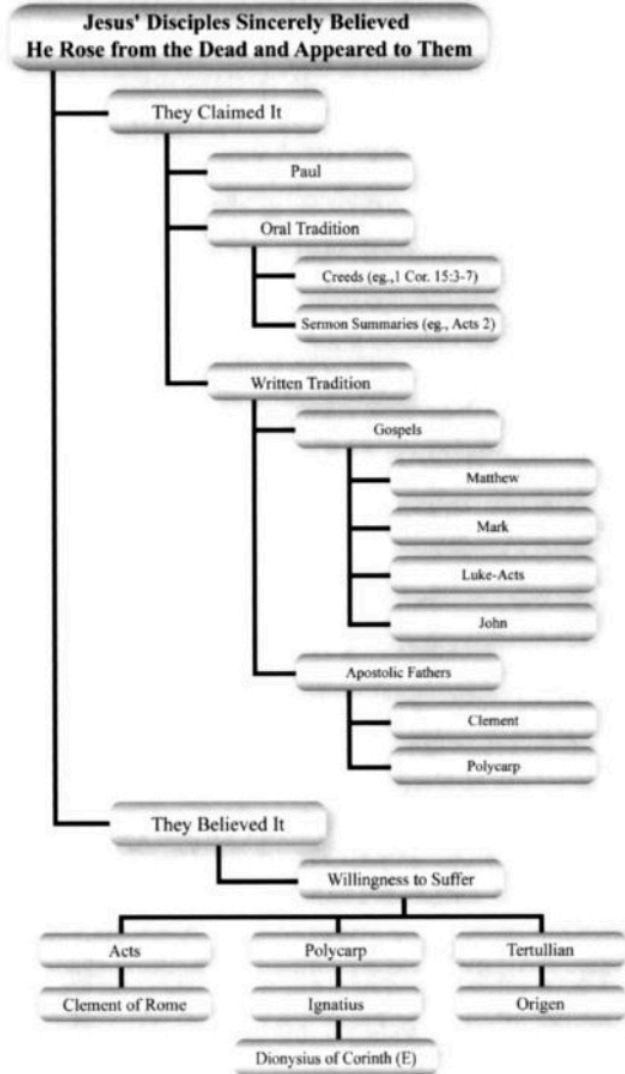 Jesus' Disciples Sincerely Believed
He Rose from the Dead and Appeared to Them
They Claimed It
Paul
Oral Tradition
Creeds (eg.,1 Cor. 15:3-7)
Sermon Summaries (eg., Acts 2)
Written Tradition
Gospels
Matthew
Mark
Luke-Acts
John
Apostolic Fathers
Clement
Polycarp
They Believed It
Willingness to Suffer
Acts
Polycarp
Tertullian
Clement of Rome
Ignatius
Origen
Dionysius of Corinth (E)